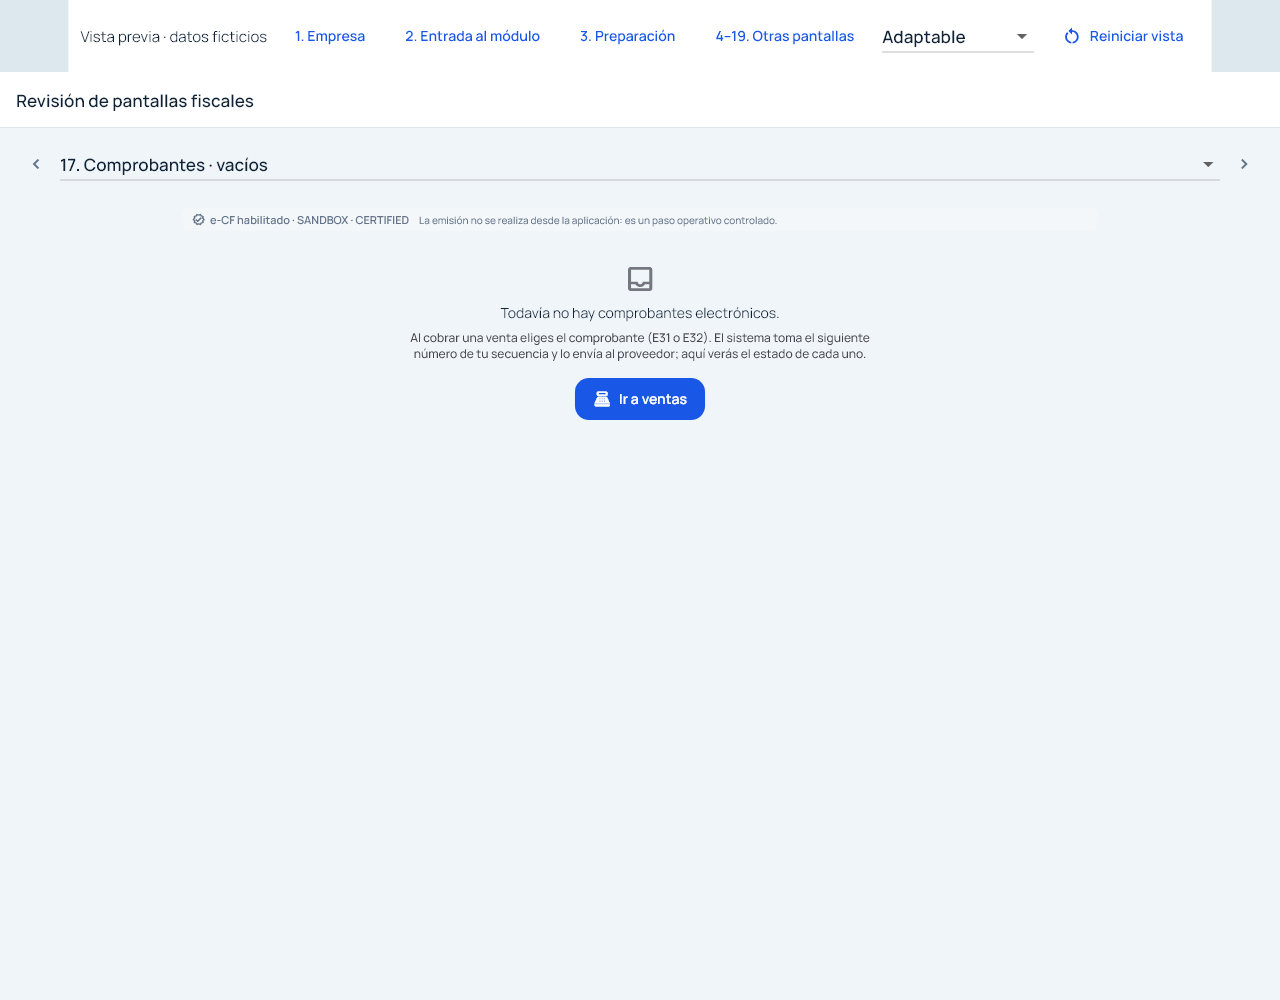 Vista previa · datos ficticios
1. Empresa
2. Entrada al módulo
3. Preparación
4–19. Otras pantallas
Adaptable
Reiniciar vista
Revisión de pantallas fiscales
17. Comprobantes · vacíos
e-CF habilitado · SANDBOX · CERTIFIED La emisión no se realiza desde la aplicación: es un paso operativo controlado.
Todavía no hay comprobantes electrónicos.
Al cobrar una venta eliges el comprobante (E31 o E32). El sistema toma el siguiente
número de tu secuencia y lo envía al proveedor; aquí verás el estado de cada uno.
Ir a ventas